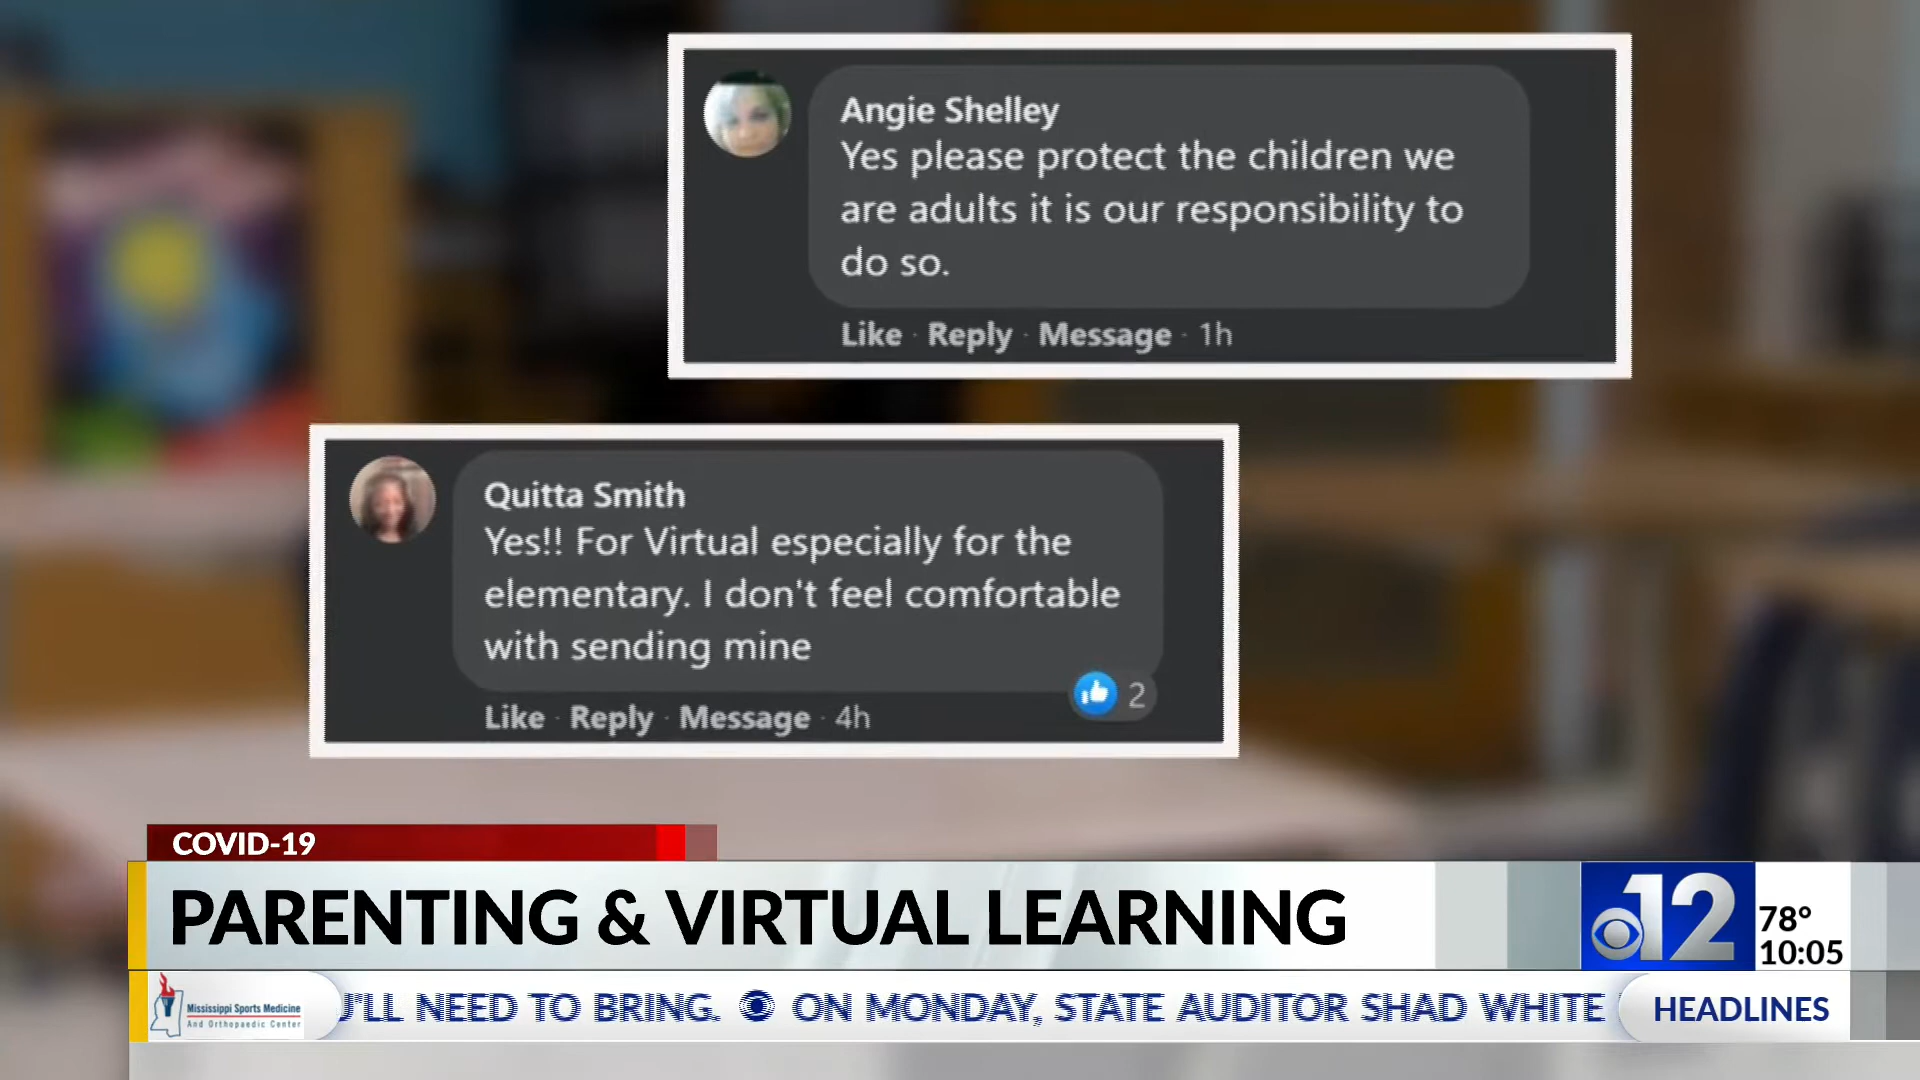 Angie Shelley
Yes please protect the children we
are adults it is our responsibility to
do so.
Like · Reply · Message · 1h
Quitta Smith
Yes!! For Virtual especially for the
elementary. I don't feel comfortable
with sending mine
2
Like · Reply · Message · 4h
COVID-19
PARENTING & VIRTUAL LEARNING
12
78°
10:05
Mississippi Sports Medicine
And Orthopaedic Center
'LL NEED TO BRING. ON MONDAY, STATE AUDITOR SHAD WHITE
HEADLINES